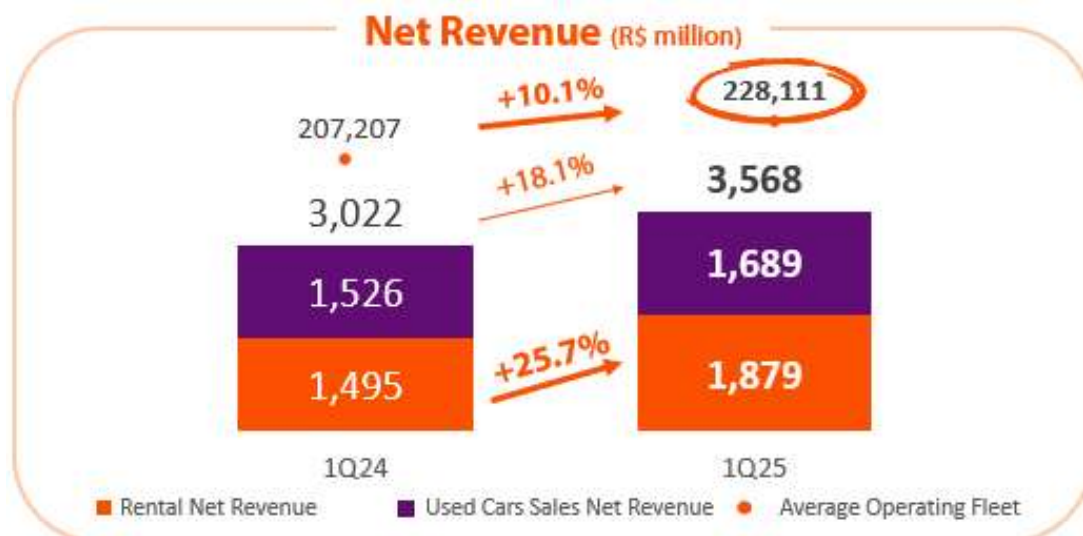 Net Revenue (R$ million)
+10.1%
228,111
207,207
+18.1%
3,568
3,022
1,526
1,689
+25.7%
1,495
1,879
1Q24
1Q25
Rental Net Revenue
Used Cars Sales Net Revenue
Average Operating Fleet